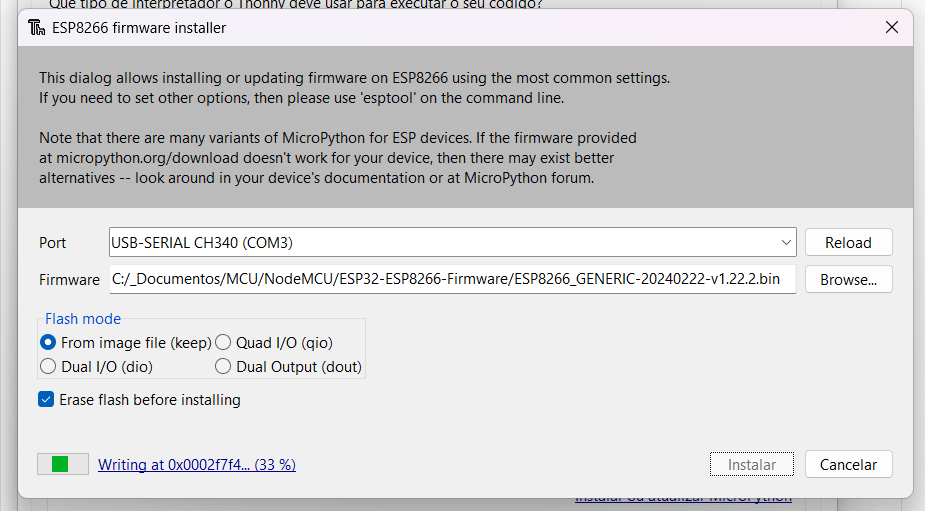 Que tipo de interpretador o Thonny deve usar para executar o seu código?
ESP8266 firmware installer
This dialog allows installing or updating firmware on ESP8266 using the most common settings.
If you need to set other options, then please use 'esptool' on the command line.
Note that there are many variants of MicroPython for ESP devices. If the firmware provided
at micropython.org/download doesn't work for your device, then there may exist better
alternatives -- look around in your device's documentation or at MicroPython forum.
Port
USB-SERIAL CH340 (COM3)
Reload
Firmware
C:/_Documentos/MCU/NodeMCU/ESP32-ESP8266-Firmware/ESP8266_GENERIC-20240222-v1.22.2.bin
Browse...
Flash mode
From image file (keep)
Quad I/O (qio)
Dual I/O (dio)
Dual Output (dout)
Erase flash before installing
Writing at 0x0002f7f4... (33 %)
Instalar
Cancelar
Instalar ou atualizar MicroPython